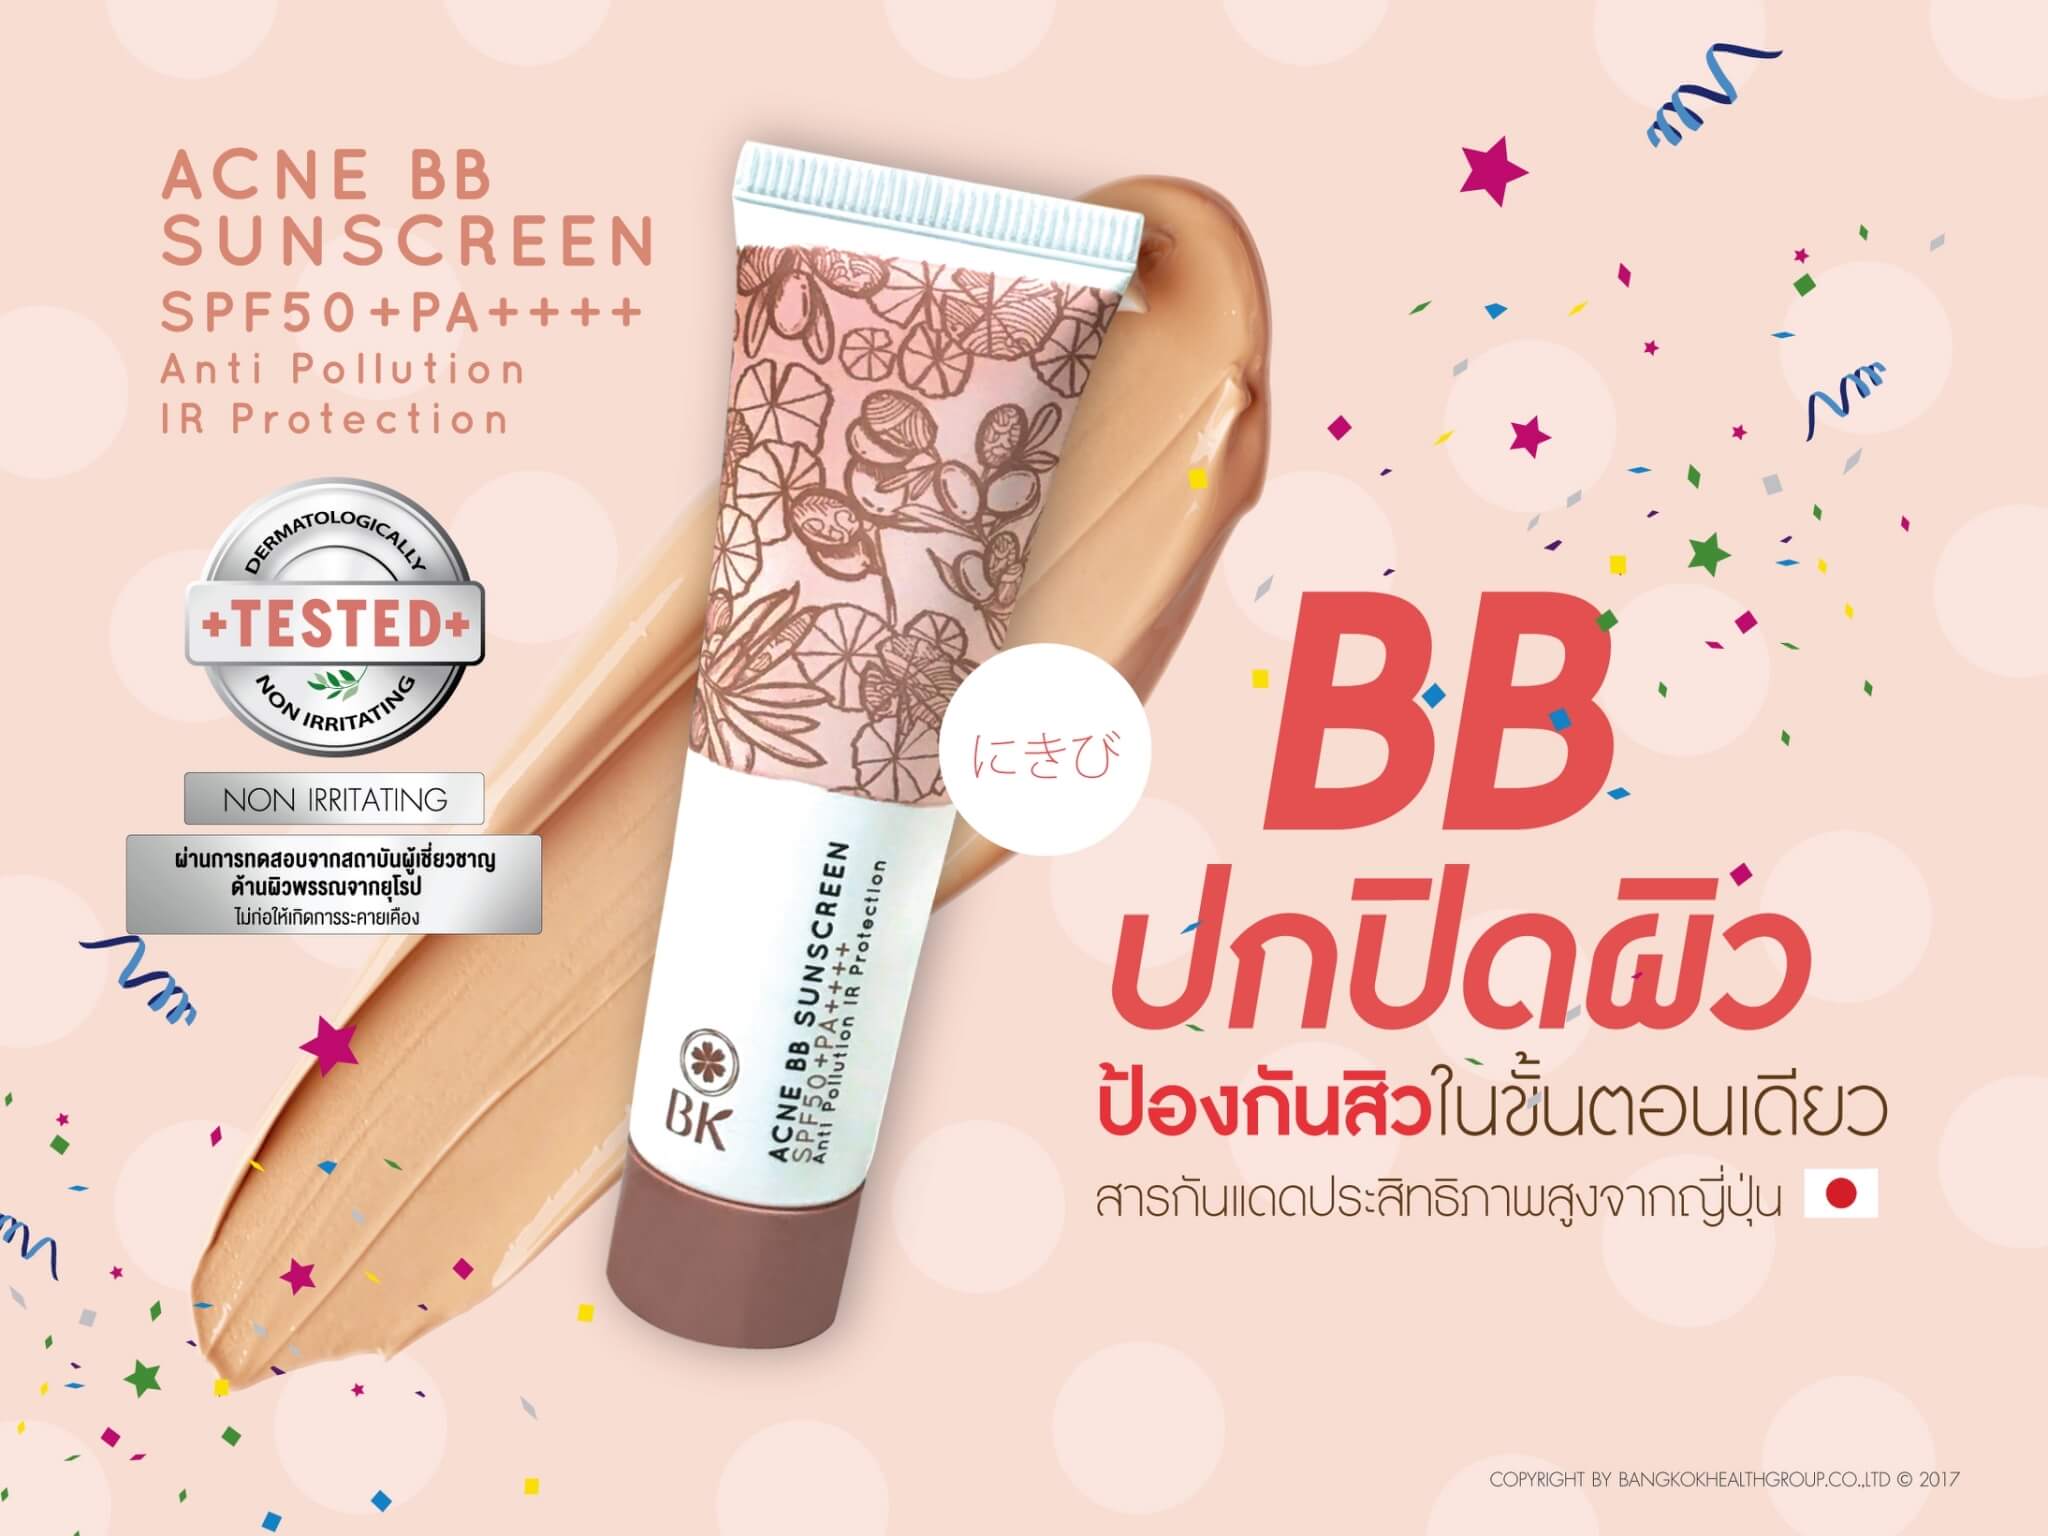 ACNE BB
SUNSCREEN
SPF50+PA++++
Anti Pollution
IR Protection
DERMATOLOGICALLY
+TESTED+
NON IRRITATING
NON IRRITATING
ผ่านการทดสอบจากสถาบันผู้เชี่ยวชาญ
ด้านผิวพรรณจากยุโรป
ไม่ก่อให้เกิดการระคายเคือง
BK
ACNE BB SUNSCREEN
SPF50+PA++++
Anti Pollution IR Protection
にきび
BB
ปกปิดผิว
ป้องกันสิวในขั้นตอนเดียว
สารกันแดดประสิทธิภาพสูงจากญี่ปุ่น
COPYRIGHT BY BANGKOKHEALTHGROUP.CO.,LTD © 2017